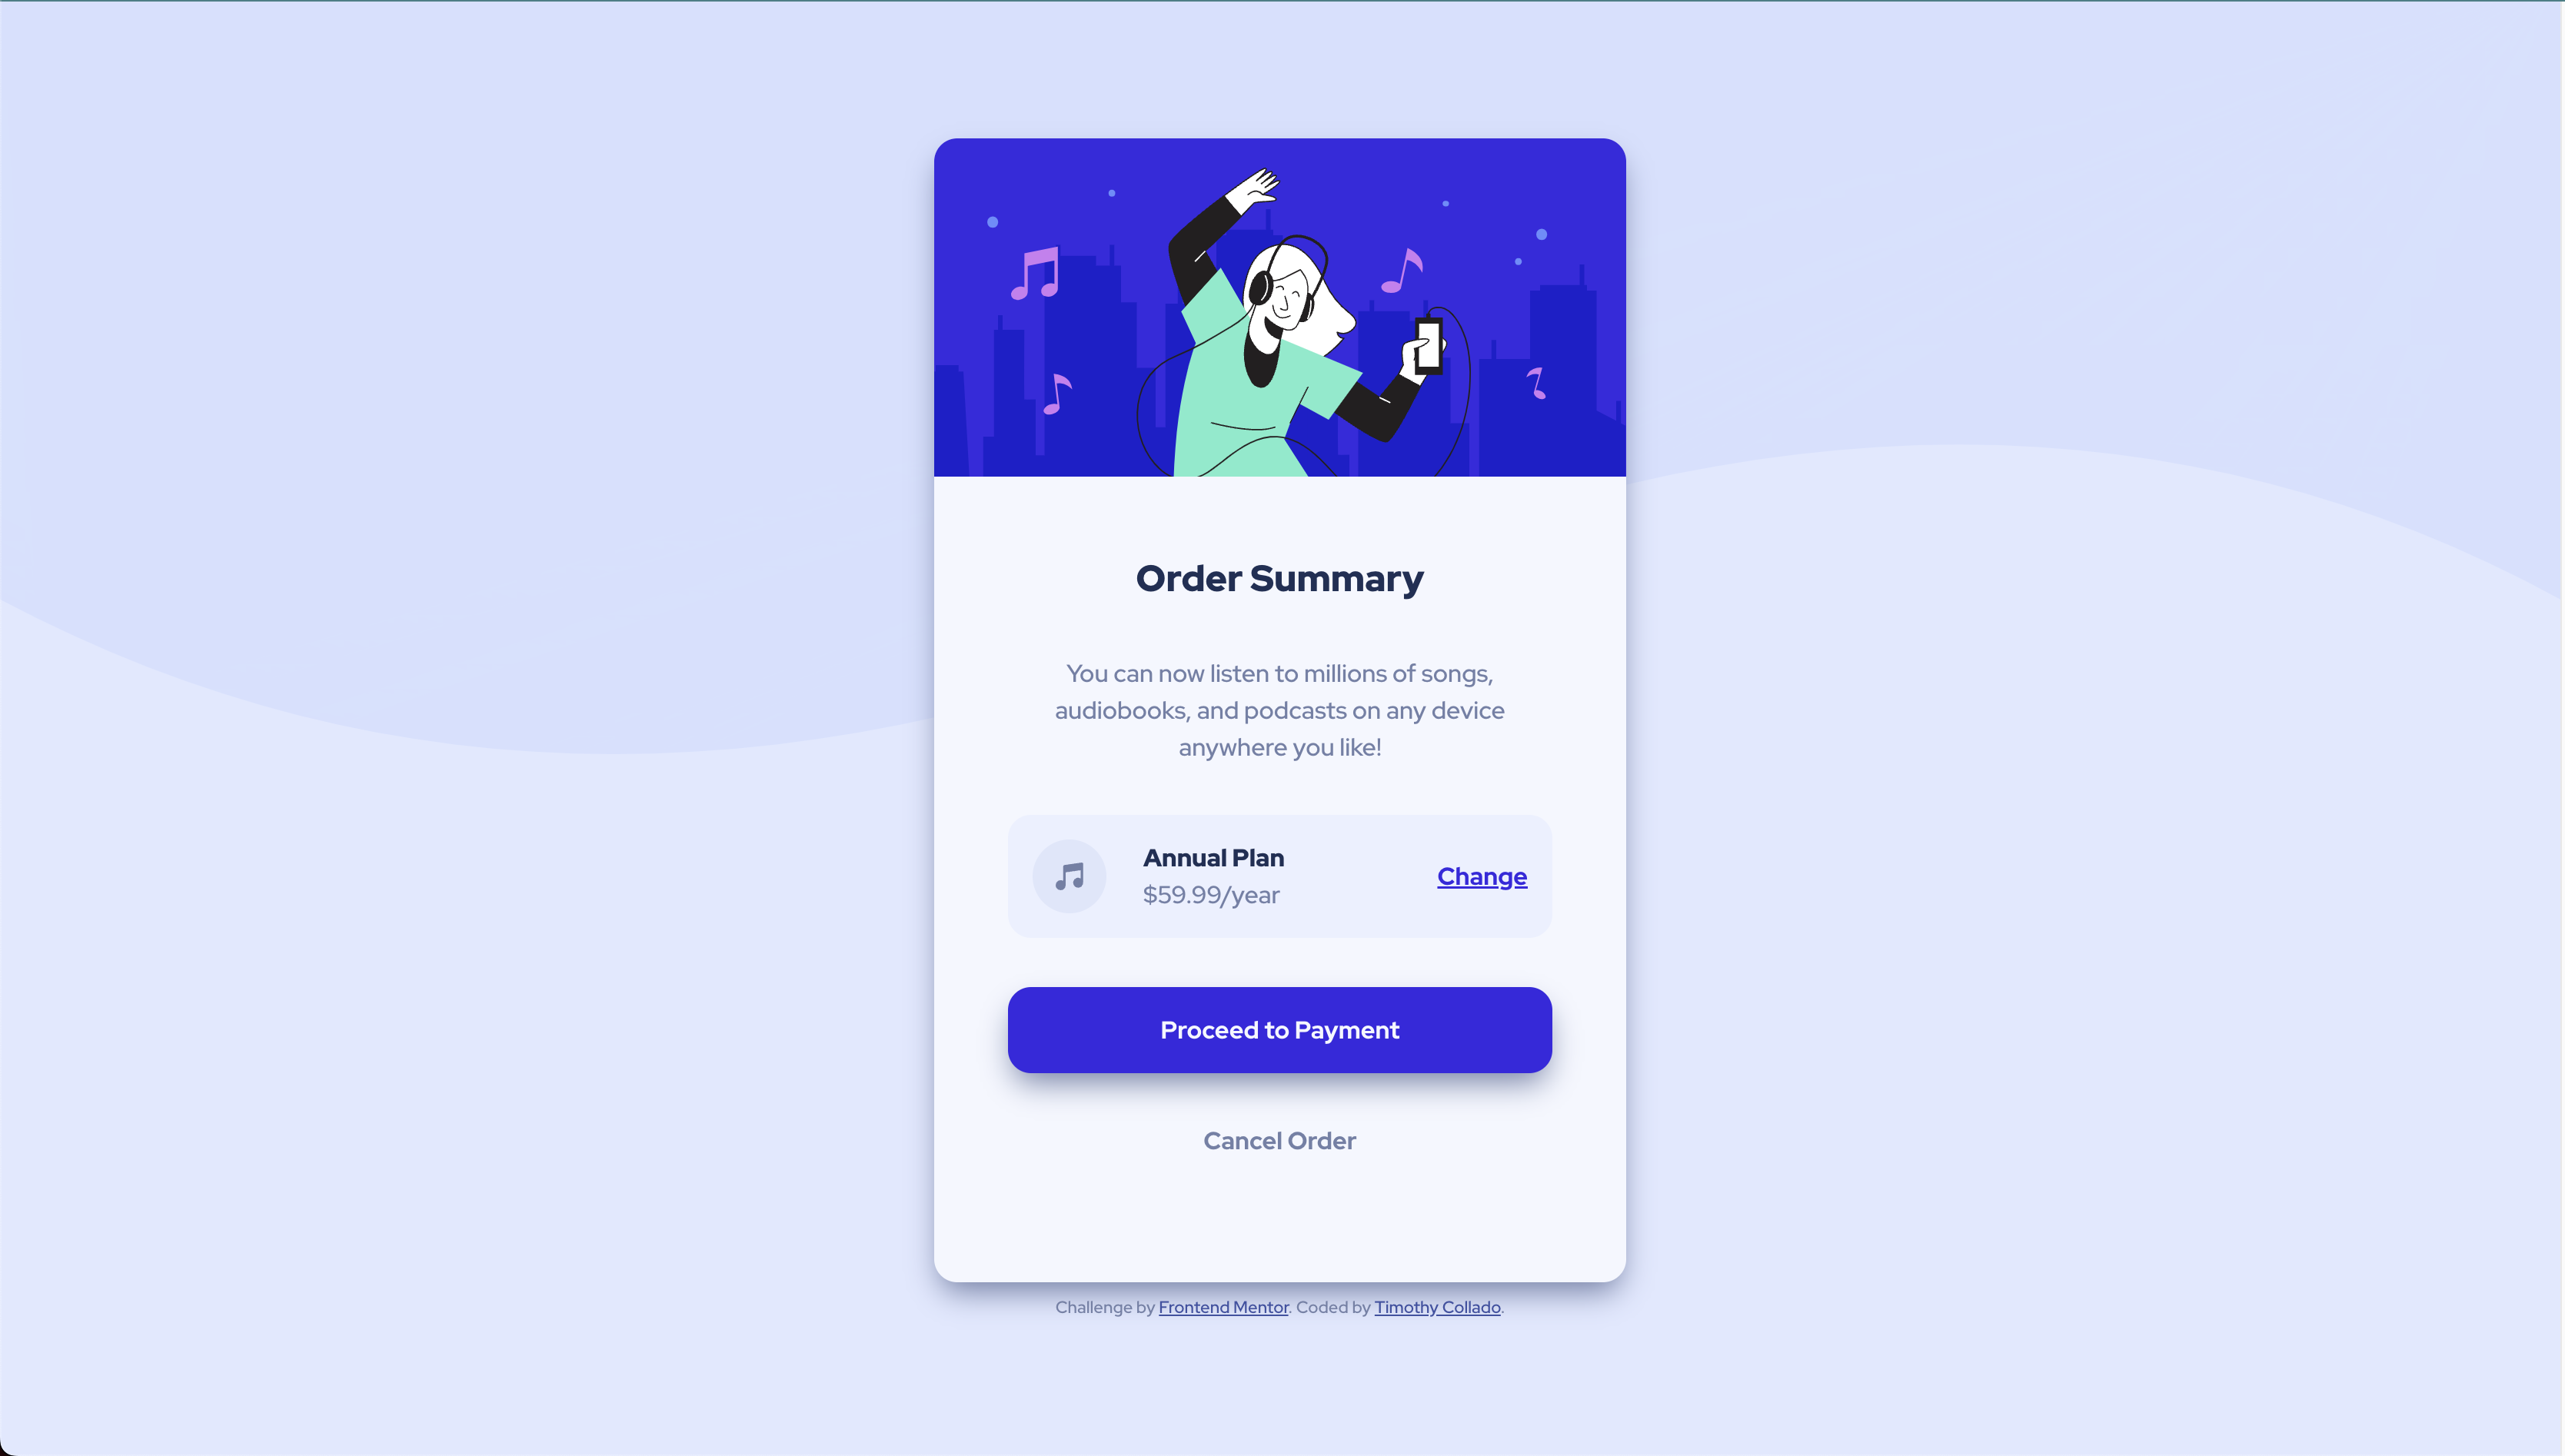 Order Summary
You can now listen to millions of songs,
audiobooks, and podcasts on any device
anywhere you like!
Annual Plan
$59.99/year
Change
Proceed to Payment
Cancel Order
Challenge by Frontend Mentor. Coded by Timothy Collado.